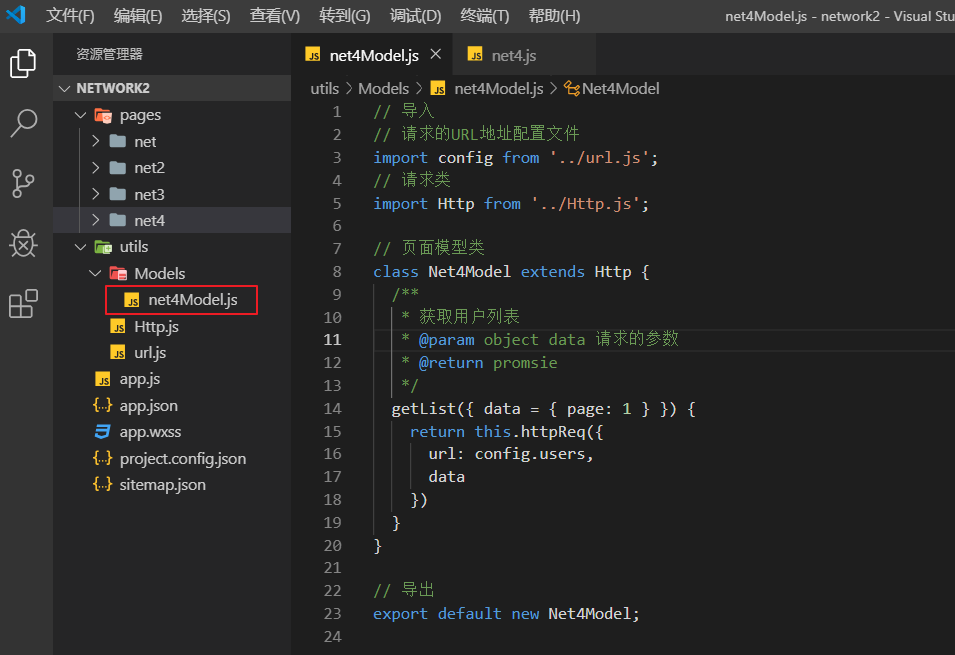 文件(F) 编辑(E) 选择(S) 查看(V) 转到(G) 调试(D) 终端(T) 帮助(H) net4Model.js - network2 - Visual Stu
资源管理器
NETWORK2
pages
net
net2
net3
net4
utils
Models
JS net4Model.js
JS Http.js
JS url.js
JS app.js
{..} app.json
app.wxss
{..} project.config.json
{..} sitemap.json
JS net4Model.js JS net4.js
utils > Models > JS net4Model.js > Net4Model
1 // 导入
2 // 请求的URL地址配置文件
3 import config from '../url.js';
4 // 请求类
5 import Http from '../Http.js';
6
7 // 页面模型类
8 class Net4Model extends Http {
9 /**
10 * 获取用户列表
11 * @param object data 请求的参数
12 * @return promsie
13 */
14 getList({ data = { page: 1 } }) {
15 return this.httpReq({
16 url: config.users,
17 data
18 })
19 }
20 }
21
22 // 导出
23 export default new Net4Model;
24